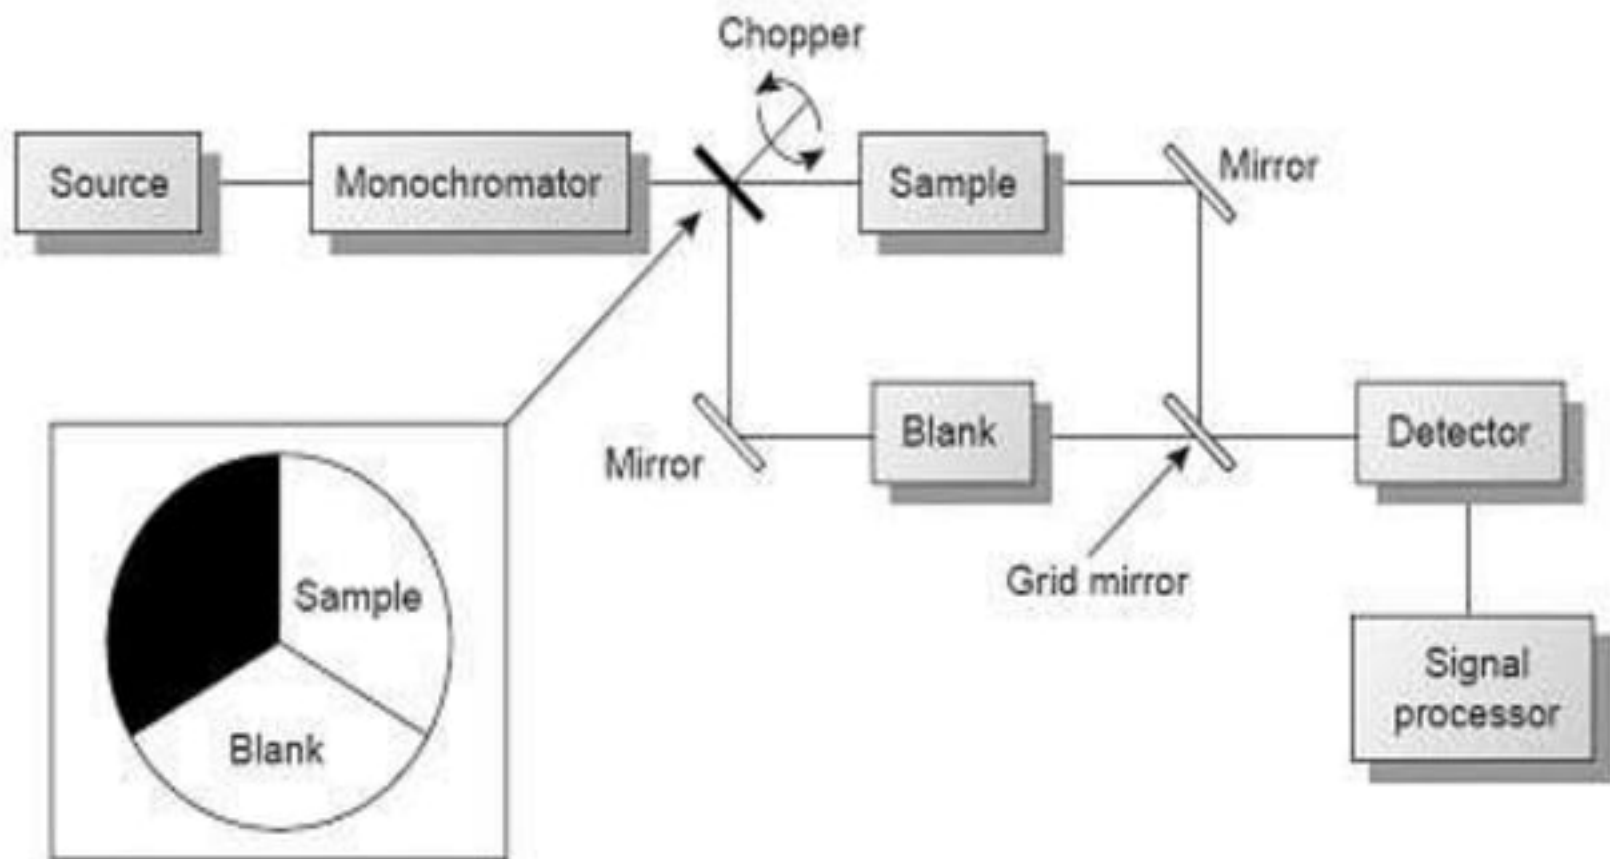 Chopper
Source
Monochromator
Sample
Mirror
Mirror
Blank
Detector
Grid mirror
Sample
Blank
Signal
processor